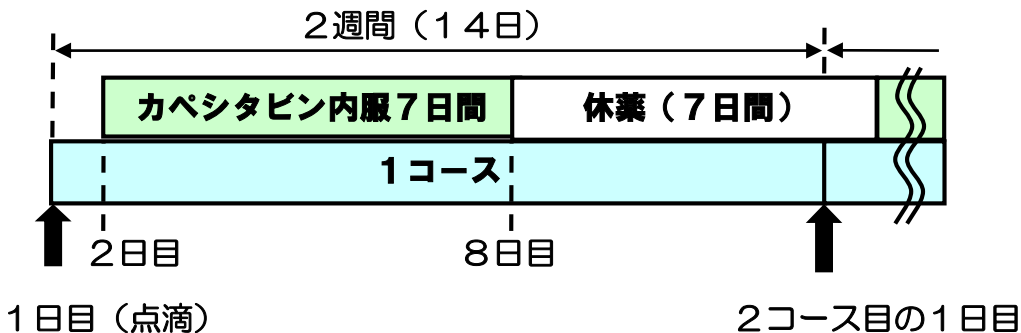 ２週間（１４日）
カペシタビン内服７日間
休薬（７日間）
１コース
２日目
８日目
１日目（点滴）
２コース目の１日目